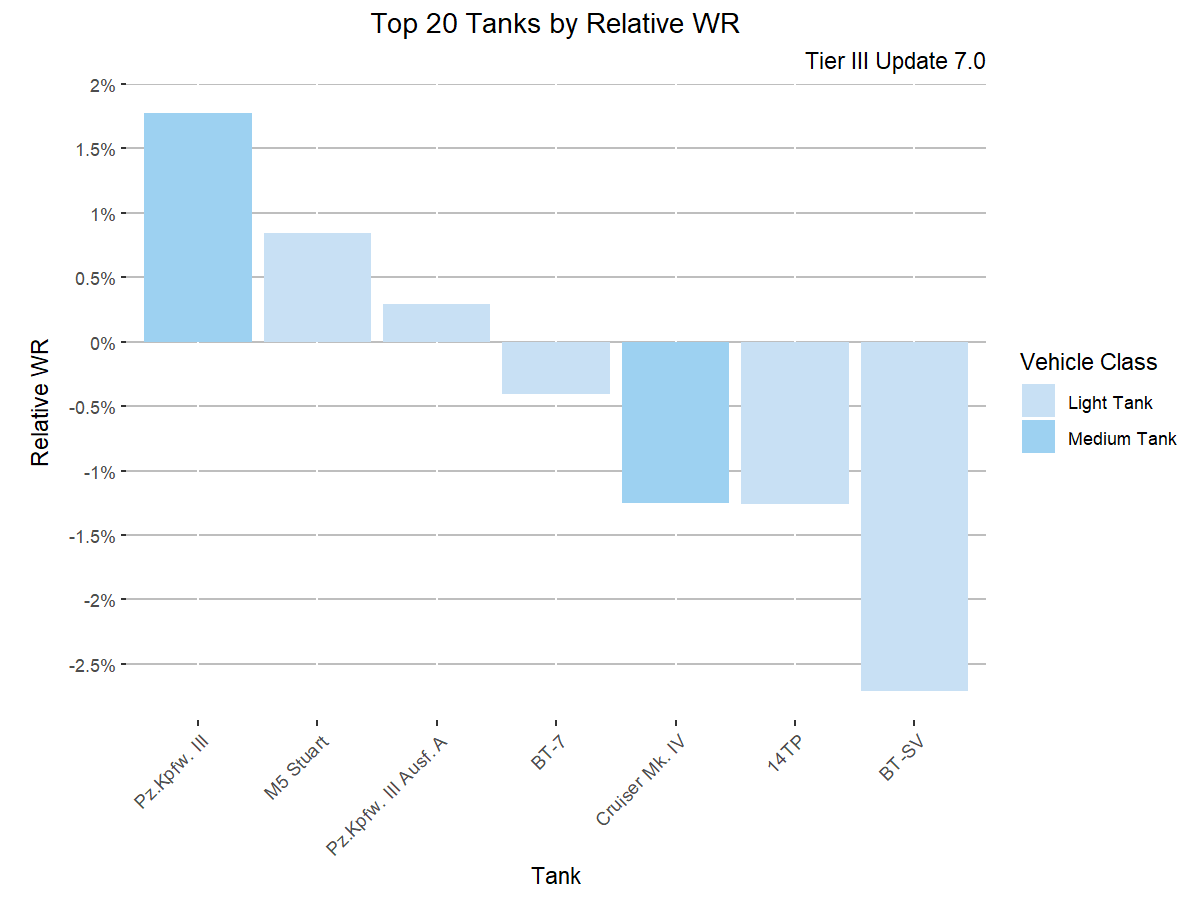 Top 20 Tanks by Relative WR
Tier III Update 7.0
2%
1.5%
1%
0.5%
0%
-0.5%
-1%
-1.5%
-2%
-2.5%
Relative WR
Pz.Kpfw. III
M5 Stuart
Pz.Kpfw. III Ausf. A
BT-7
Cruiser Mk. IV
14TP
BT-SV
Tank
Vehicle Class
Light Tank
Medium Tank